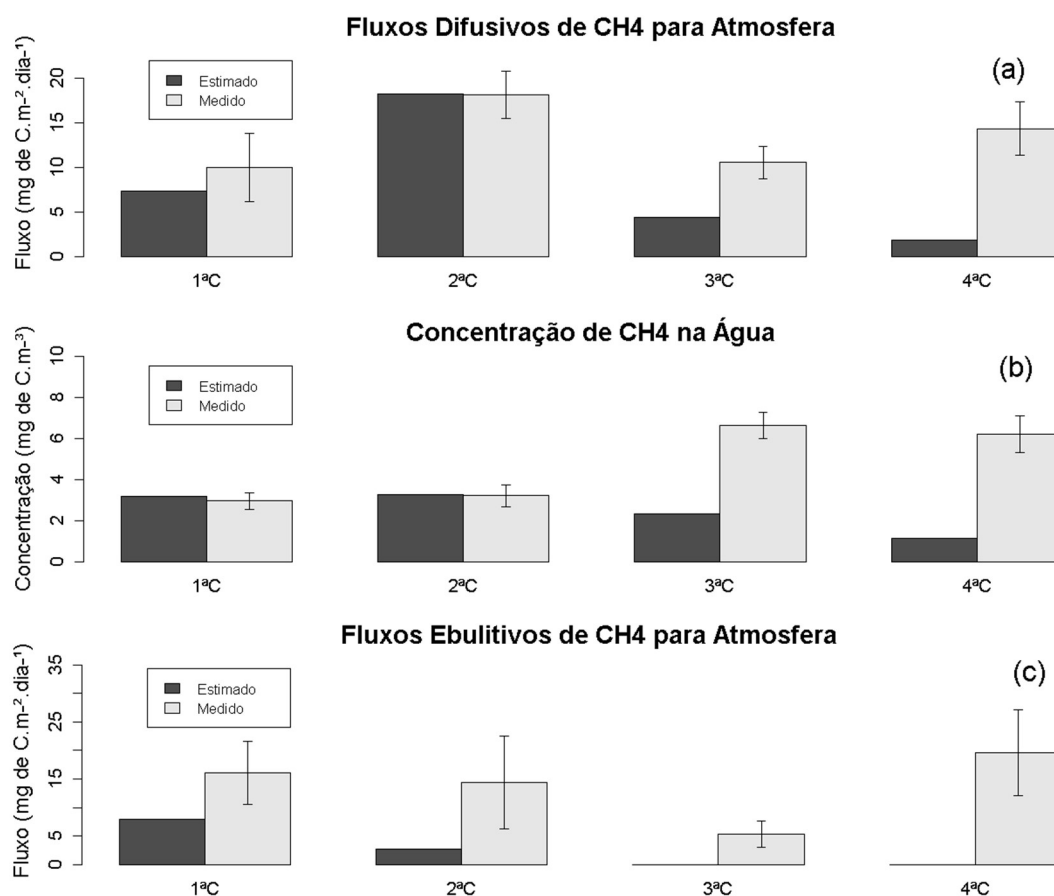 Fluxos Difusivos de CH4 para Atmosfera
(a)
Fluxo (mg de C.m-².dia-¹)
20
15
10
5
0
Estimado
Medido
1ªC 2ªC 3ªC 4ªC
Concentração de CH4 na Água
(b)
Concentração (mg de C.m-³)
10
8
6
4
2
0
Estimado
Medido
1ªC 2ªC 3ªC 4ªC
Fluxos Ebulitivos de CH4 para Atmosfera
(c)
Fluxo (mg de C.m-².dia-¹)
35
25
15
5
0
Estimado
Medido
1ªC 2ªC 3ªC 4ªC